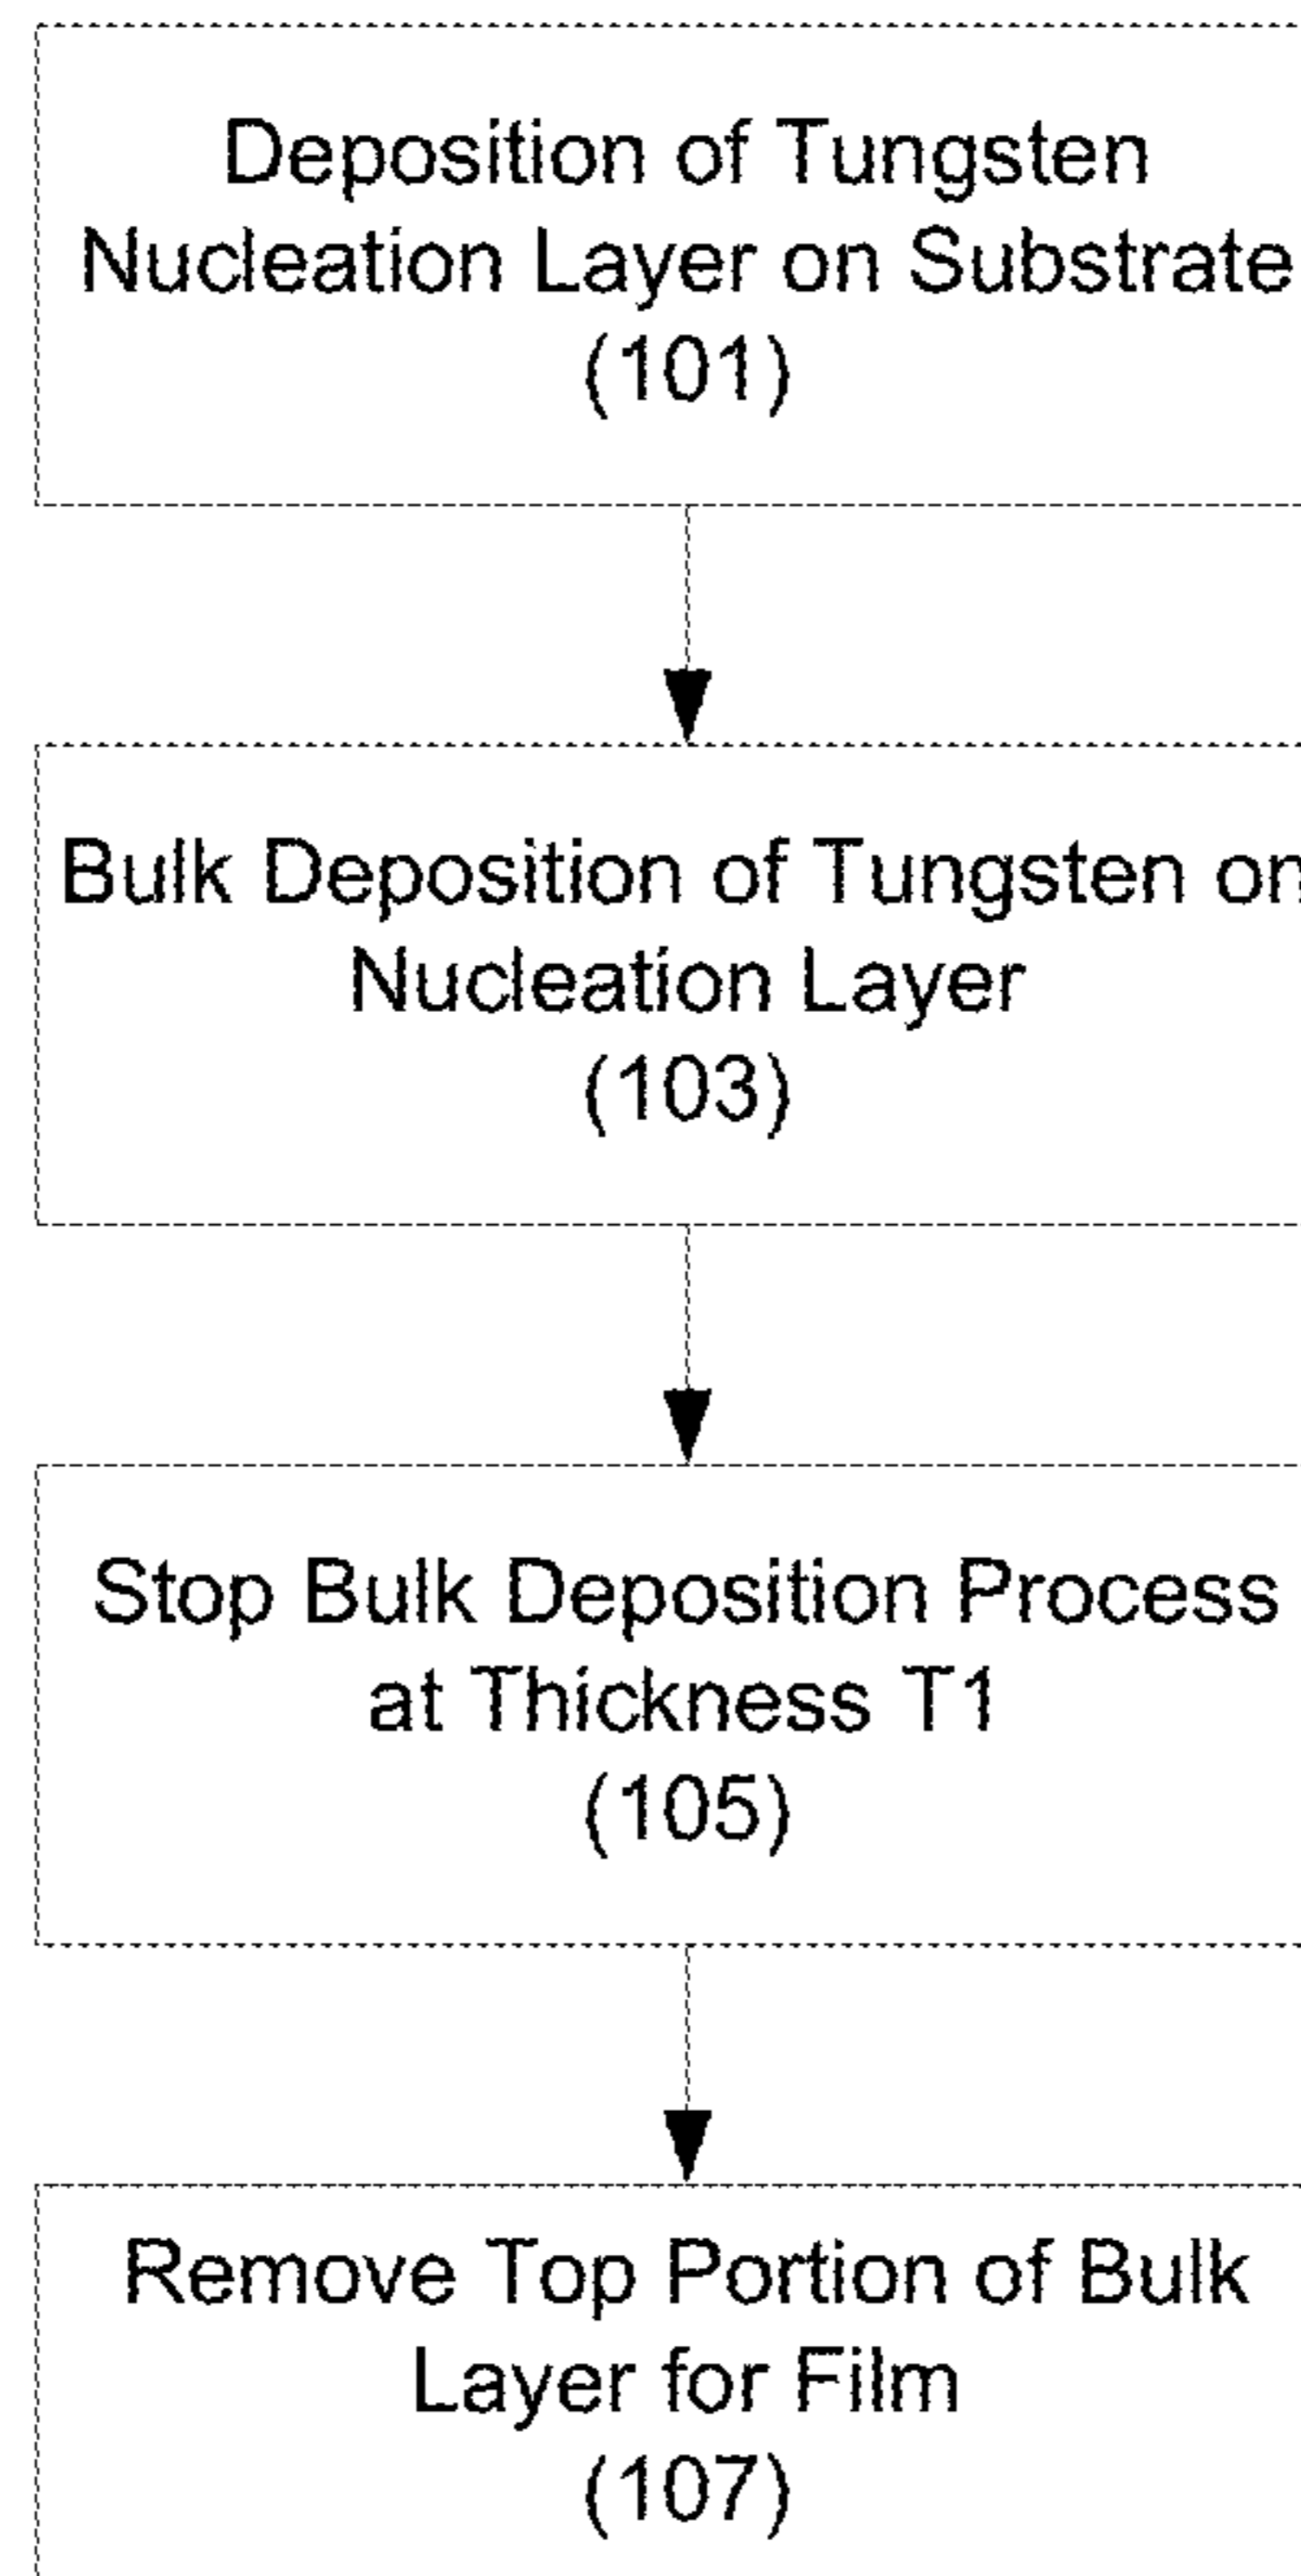 Deposition of Tungsten
Nucleation Layer on Substrate
(101)
Bulk Deposition of Tungsten on
Nucleation Layer
(103)
Stop Bulk Deposition Process
at Thickness T1
(105)
Remove Top Portion of Bulk
Layer for Film
(107)